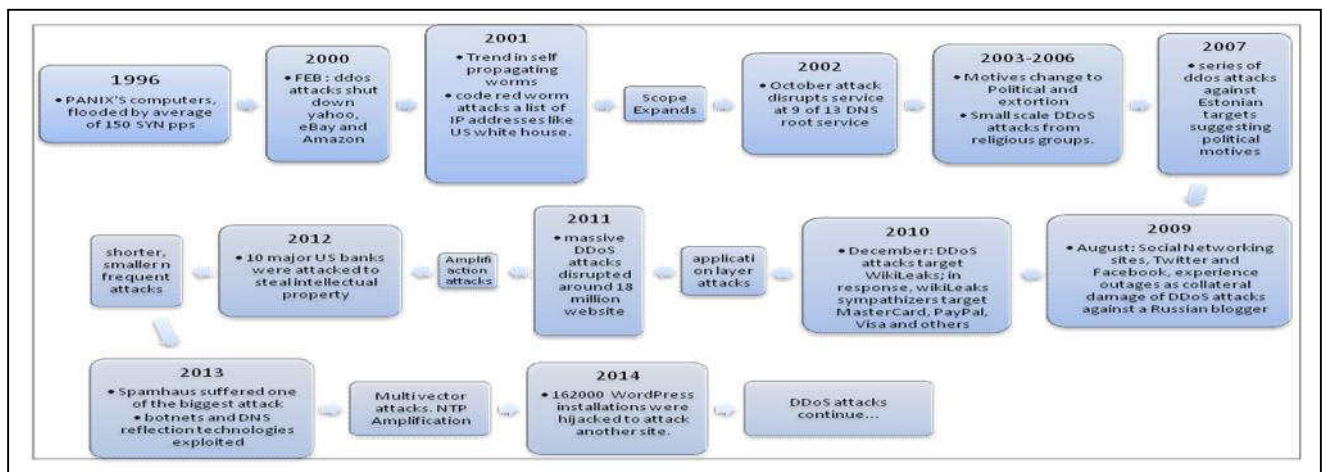 1996
• PANIX'S computers,
flooded by average
of 150 SYN pps
2000
• FEB : ddos
attacks shut
down
yahoo,
eBay and
Amazon
2001
• Trend in self
propagating
worms
• code red worm
attacks a list of
IP addresses like
US white house.
Scope
Expands
2002
• October attack
disrupts service
at 9 of 13 DNS
root service
2003-2006
• Motives change to
Political and
extortion
• Small scale DDoS
attacks from
religious groups.
2007
• series of
ddos attacks
against
Estonian
targets
suggesting
political
motives
2009
• August: Social Networking
sites, Twitter and
Facebook, experience
outages as collateral
damage of DDoS attacks
against a Russian blogger
2010
• December: DDoS
attacks target
WikiLeaks; in
response, wikiLeaks
sympathizers target
MasterCard, PayPal,
Visa and others
applicati
on layer
attacks
2011
• massive
DDoS
attacks
disrupted
around 18
million
website
Amplifi
action
attacks
2012
• 10 major US banks
were attacked to
steal intellectual
property
shorter,
smaller n
frequent
attacks
2013
• Spamhaus suffered one
of the biggest attack
• botnets and DNS
reflection technologies
exploited
Multi vector
attacks. NTP
Amplification
2014
• 162000 WordPress
installations were
hijacked to attack
another site.
DDoS attacks
continue...